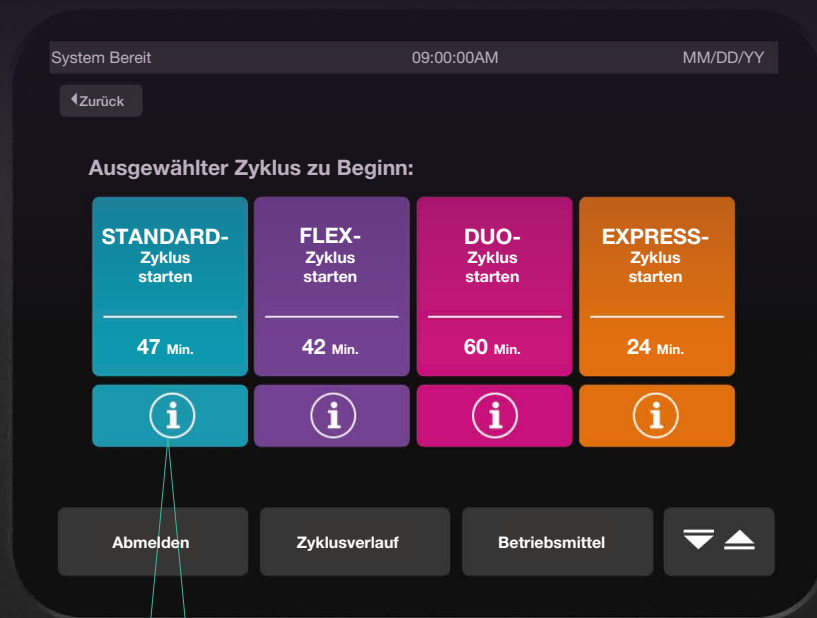 System Bereit 09:00:00AM MM/DD/YY
Zurück
Ausgewählter Zyklus zu Beginn:
STANDARD-
Zyklus
starten
47 Min.
FLEX-
Zyklus
starten
42 Min.
DUO-
Zyklus
starten
60 Min.
EXPRESS-
Zyklus
starten
24 Min.
i i i i
Abmelden Zyklusverlauf Betriebsmittel